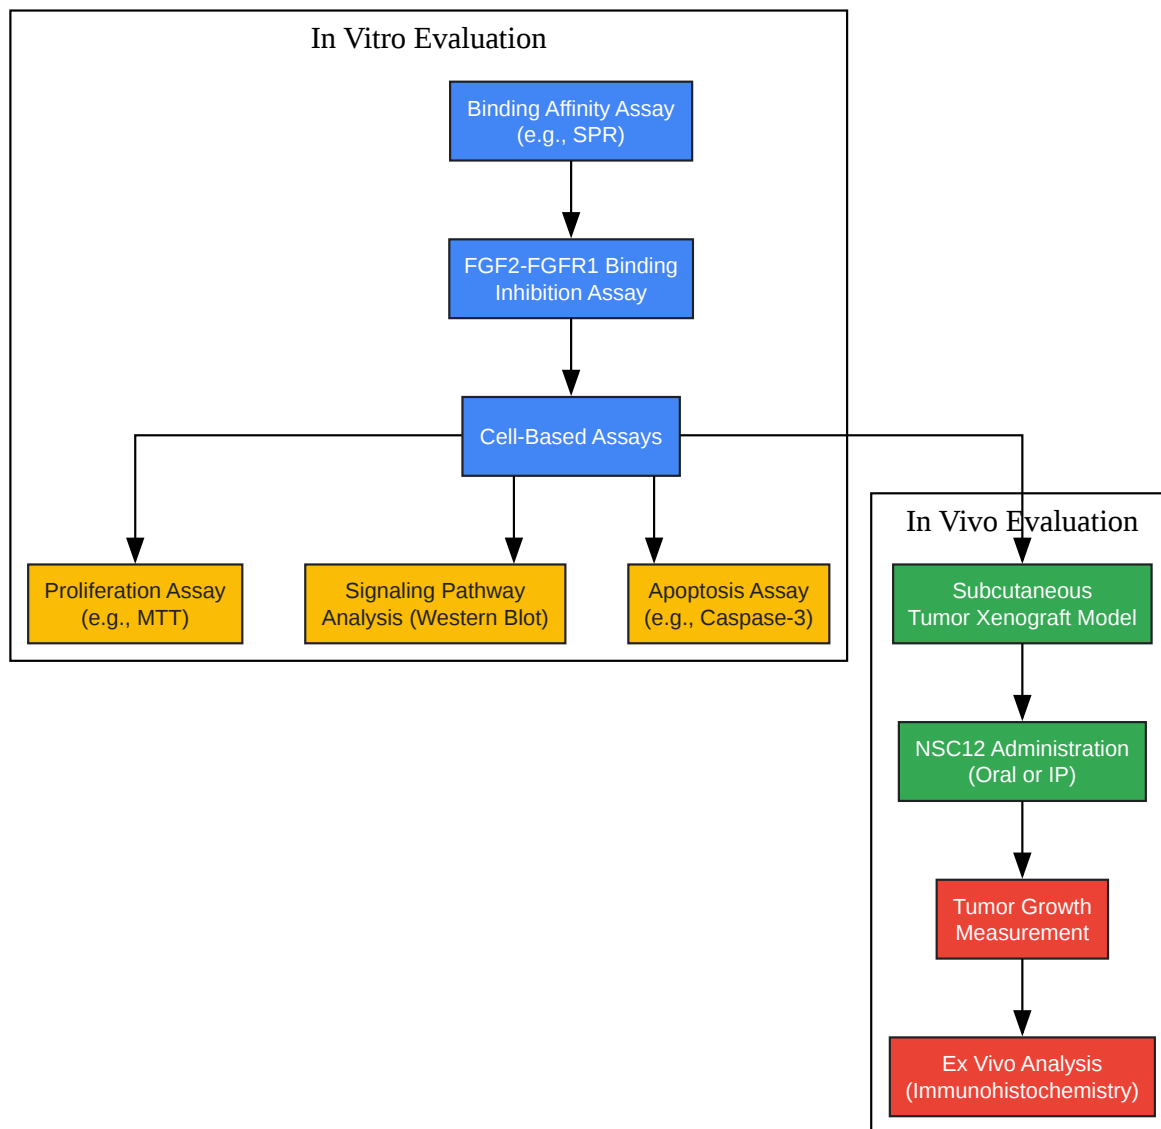 In Vitro Evaluation
Binding Affinity Assay
(e.g., SPR)
FGF2-FGFR1 Binding
Inhibition Assay
Cell-Based Assays
Proliferation Assay
(e.g., MTT)
Signaling Pathway
Analysis (Western Blot)
Apoptosis Assay
(e.g., Caspase-3)
In Vivo Evaluation
Subcutaneous
Tumor Xenograft Model
NSC12 Administration
(Oral or IP)
Tumor Growth
Measurement
Ex Vivo Analysis
(Immunohistochemistry)